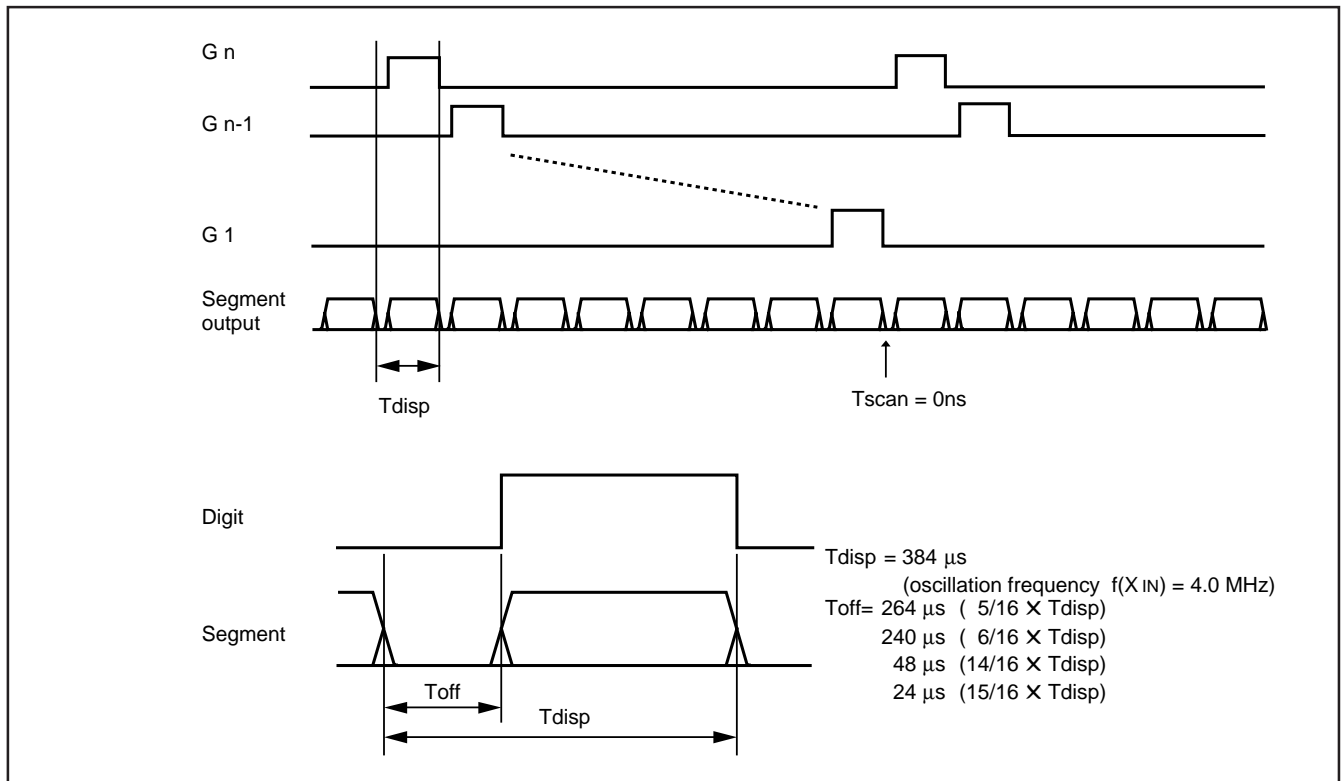 G n
G n-1
G 1
Segment
output
Tdisp
Tscan = 0ns
Digit
Segment
Toff
Tdisp
Tdisp = 384 µs
(oscillation frequency f(X IN) = 4.0 MHz)
Toff= 264 µs ( 5/16 × Tdisp)
240 µs ( 6/16 × Tdisp)
48 µs (14/16 × Tdisp)
24 µs (15/16 × Tdisp)